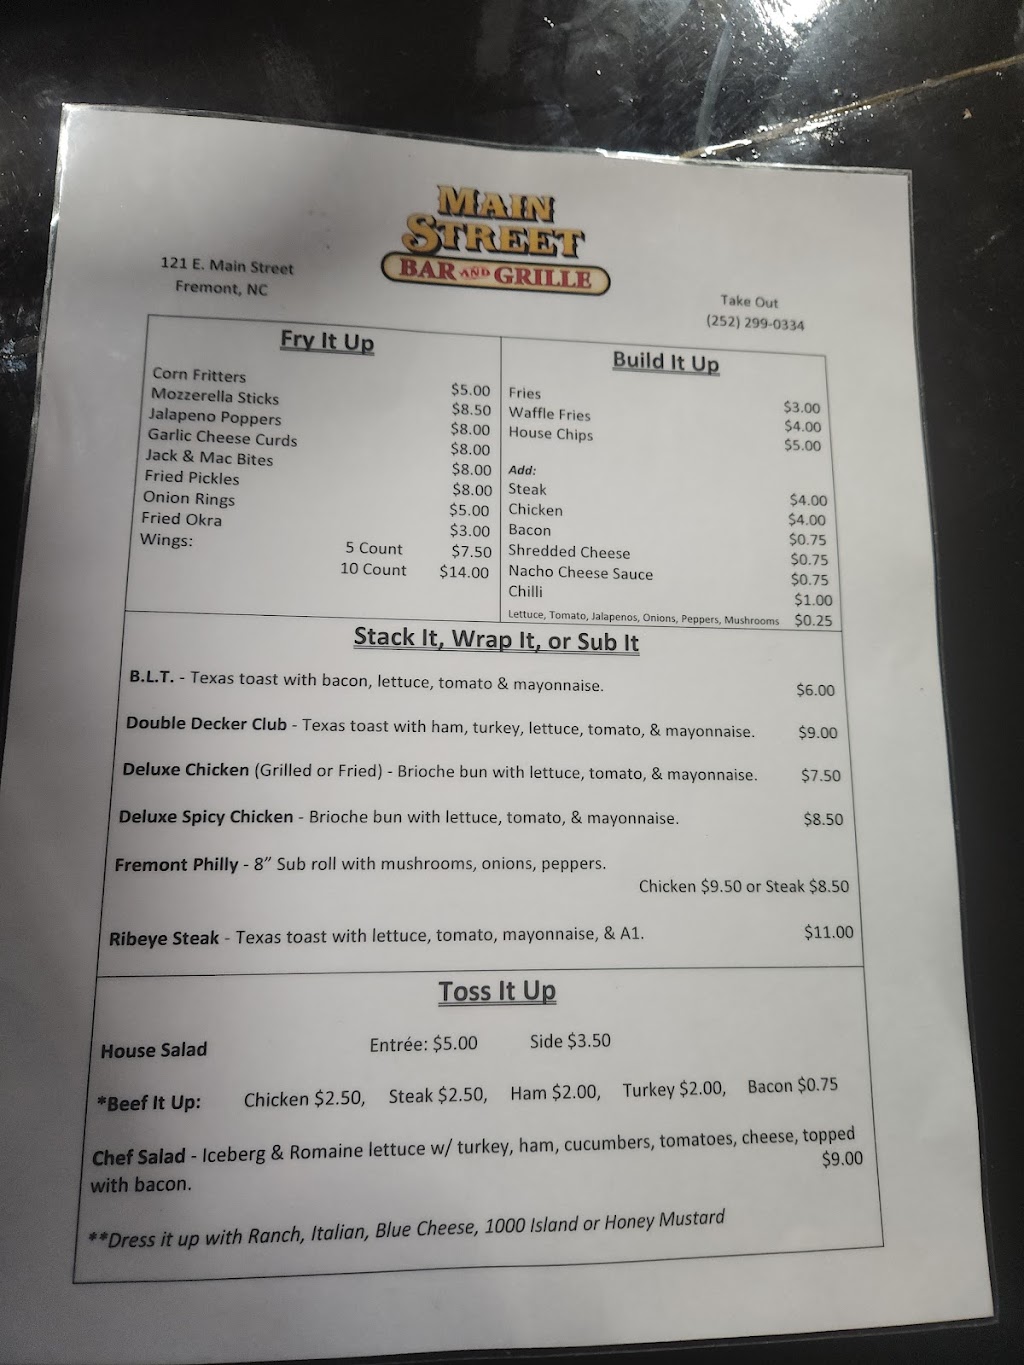 MAIN
STREET
BAR AND GRILLE
121 E. Main Street
Fremont, NC
Take Out
(252) 299-0334
Fry It Up
Corn Fritters $5.00
Mozzerella Sticks $8.50
Jalapeno Poppers $8.00
Garlic Cheese Curds $8.00
Jack & Mac Bites $8.00
Fried Pickles $8.00
Onion Rings $5.00
Fried Okra $3.00
Wings: 5 Count $7.50
10 Count $14.00
Build It Up
Fries $3.00
Waffle Fries $4.00
House Chips $5.00
Add:
Steak $4.00
Chicken $4.00
Bacon $0.75
Shredded Cheese $0.75
Nacho Cheese Sauce $0.75
Chilli $1.00
Lettuce, Tomato, Jalapenos, Onions, Peppers, Mushrooms $0.25
Stack It, Wrap It, or Sub It
B.L.T. - Texas toast with bacon, lettuce, tomato & mayonnaise. $6.00
Double Decker Club - Texas toast with ham, turkey, lettuce, tomato, & mayonnaise. $9.00
Deluxe Chicken (Grilled or Fried) - Brioche bun with lettuce, tomato, & mayonnaise. $7.50
Deluxe Spicy Chicken - Brioche bun with lettuce, tomato, & mayonnaise. $8.50
Fremont Philly - 8” Sub roll with mushrooms, onions, peppers.
Chicken $9.50 or Steak $8.50
Ribeye Steak - Texas toast with lettuce, tomato, mayonnaise, & A1. $11.00
Toss It Up
House Salad Entrée: $5.00 Side $3.50
*Beef It Up: Chicken $2.50, Steak $2.50, Ham $2.00, Turkey $2.00, Bacon $0.75
Chef Salad - Iceberg & Romaine lettuce w/ turkey, ham, cucumbers, tomatoes, cheese, topped
with bacon. $9.00
**Dress it up with Ranch, Italian, Blue Cheese, 1000 Island or Honey Mustard